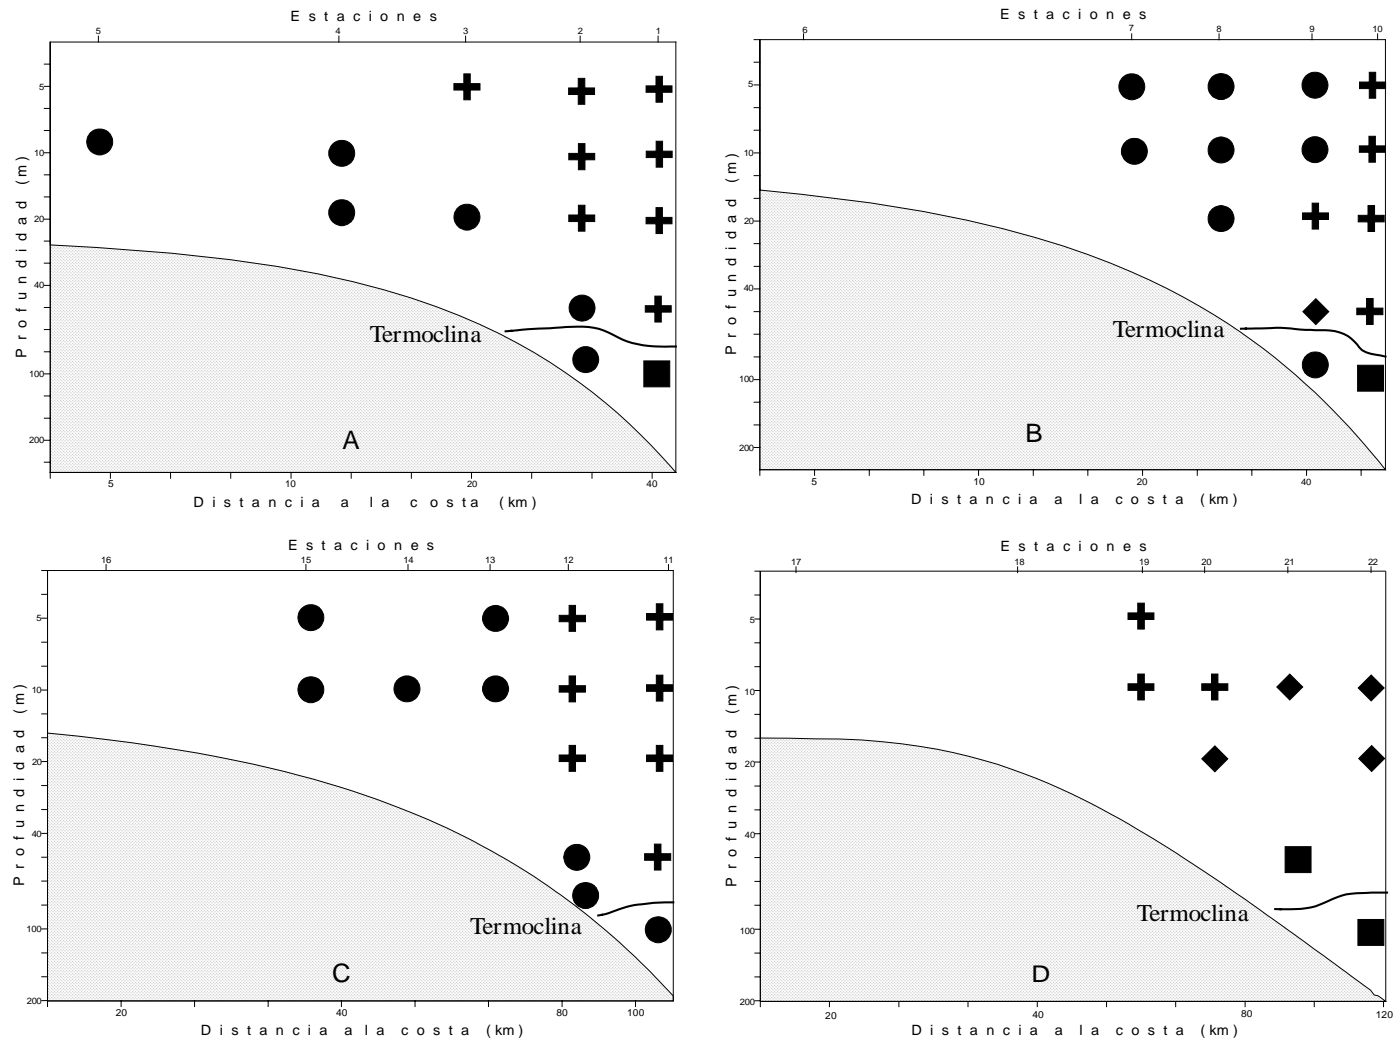 Estaciones
5 4 3 2 1
Profundidad (m)
5
10
20
40
100
200
Termoclina
A
5 10 20 40
Distancia a la costa (km)
Estaciones
6 7 8 9 10
Profundidad (m)
5
10
20
40
100
200
Termoclina
B
5 10 20 40
Distancia a la costa (km)
Estaciones
16 15 14 13 12 11
Profundidad (m)
5
10
20
40
100
200
Termoclina
C
20 40 60 80 100
Distancia a la costa (km)
Estaciones
17 18 19 20 21 22
Profundidad (m)
5
10
20
40
100
200
Termoclina
D
20 40 80 120
Distancia a la costa (km)